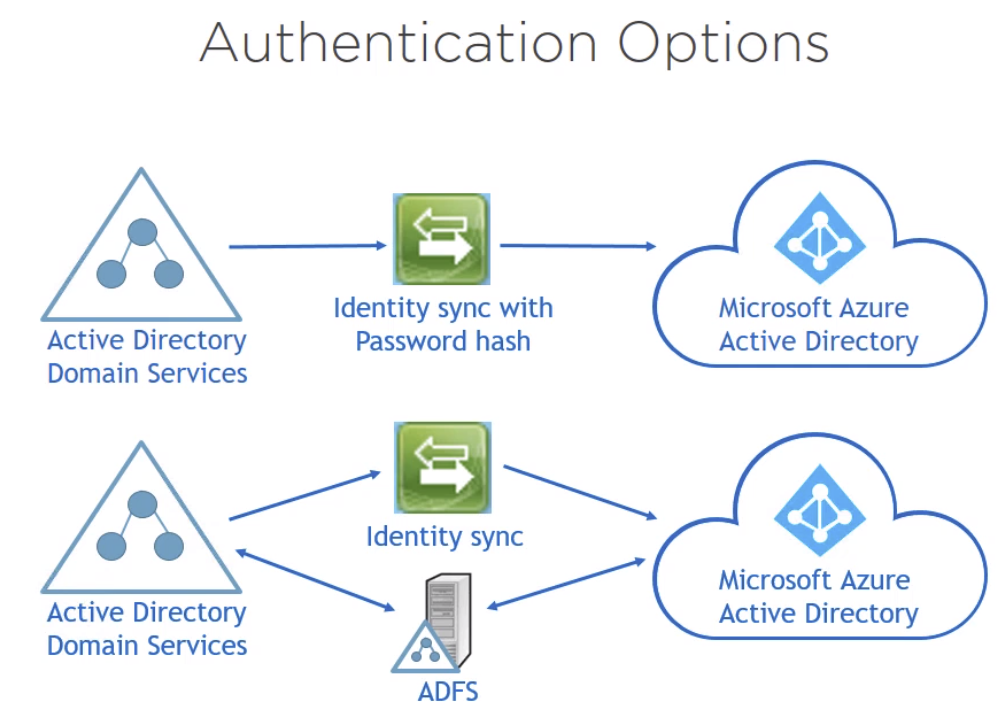 Authentication Options
Active Directory
Domain Services
Identity sync with
Password hash
Microsoft Azure
Active Directory
Active Directory
Domain Services
Identity sync
ADFS
Microsoft Azure
Active Directory